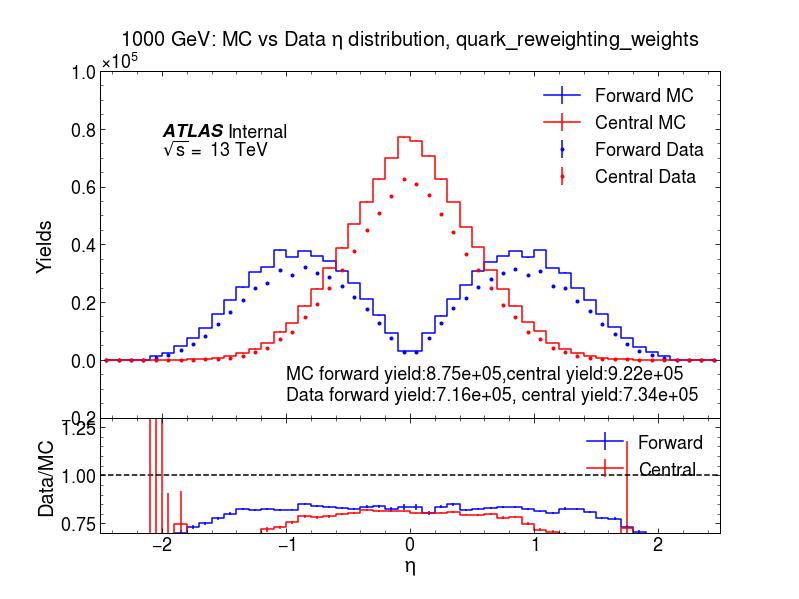 1000 GeV: MC vs Data η distribution, quark_reweighting_weights
×10⁵
1.0
0.8
0.6
0.4
0.2
0.0
0.2
Yields
ATLAS Internal
√s = 13 TeV
Forward MC
Central MC
Forward Data
Central Data
MC forward yield:8.75e+05,central yield:9.22e+05
Data forward yield:7.16e+05, central yield:7.34e+05
1.25
1.00
0.75
Data/MC
Forward
Central
−2 −1 0 1 2
η